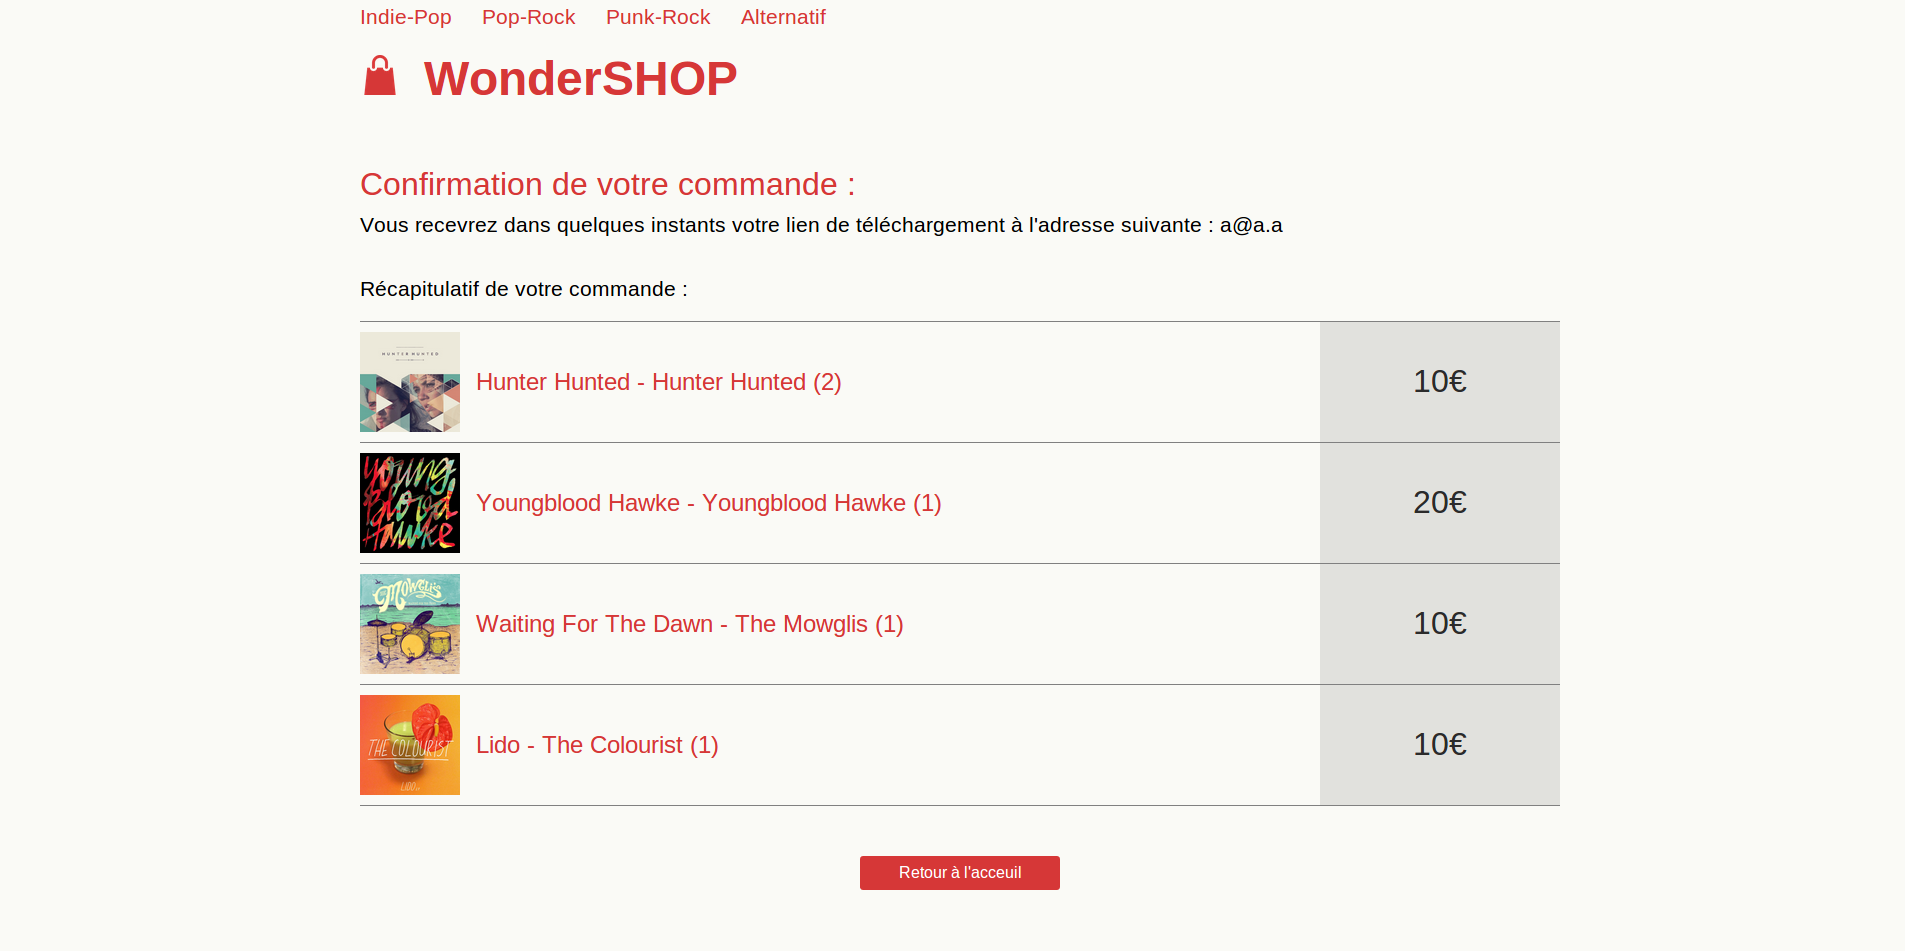 Indie-Pop Pop-Rock Punk-Rock Alternatif
WonderSHOP
Confirmation de votre commande :
Vous recevrez dans quelques instants votre lien de téléchargement à l'adresse suivante : a@a.a
Récapitulatif de votre commande :
HUNTER HUNTED
Hunter Hunted - Hunter Hunted (2) 10€
Young
Blood
Hawke
Youngblood Hawke - Youngblood Hawke (1) 20€
Mowgli's
Waiting For The Dawn - The Mowglis (1) 10€
THE COLOURIST
LIDO
Lido - The Colourist (1) 10€
Retour à l'acceuil